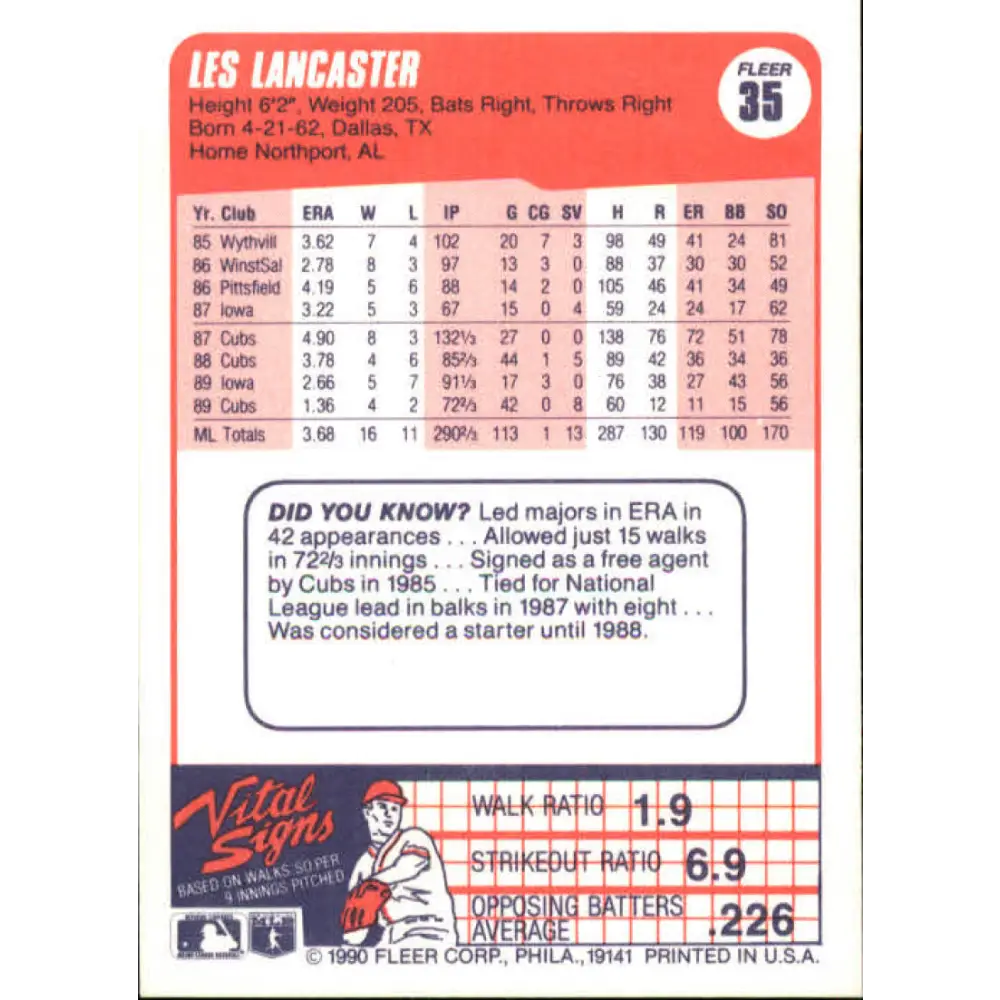 LES LANCASTER
FLEER
35
Height 6'2", Weight 205, Bats Right, Throws Right
Born 4-21-62, Dallas, TX
Home Northport, AL
Yr. Club ERA W L IP G CG SV H R ER BB SO
85 Wythvill 3.62 7 4 102 20 7 3 98 49 41 24 81
86 WinstSal 2.78 8 3 97 13 3 0 88 37 30 30 52
86 Pittsfield 4.19 5 6 88 14 2 0 105 46 41 34 49
87 Iowa 3.22 5 3 67 15 0 4 59 24 24 17 62
87 Cubs 4.90 8 3 132⅓ 27 0 0 138 76 72 51 78
88 Cubs 3.78 4 6 85⅔ 44 1 5 89 42 36 34 36
89 Iowa 2.66 5 7 91⅓ 17 3 0 76 38 27 43 56
89 Cubs 1.36 4 2 72⅔ 42 0 8 60 12 11 15 56
ML Totals 3.68 16 11 290⅔ 113 1 13 287 130 119 100 170
DID YOU KNOW? Led majors in ERA in
42 appearances . . . Allowed just 15 walks
in 72⅔ innings . . . Signed as a free agent
by Cubs in 1985 . . . Tied for National
League lead in balks in 1987 with eight . . .
Was considered a starter until 1988.
Vital
Signs
BASED ON WALKS, SO PER
9 INNINGS PITCHED
WALK RATIO 1.9
STRIKEOUT RATIO 6.9
OPPOSING BATTERS
AVERAGE .226
© 1990 FLEER CORP., PHILA., 19141 PRINTED IN U.S.A.